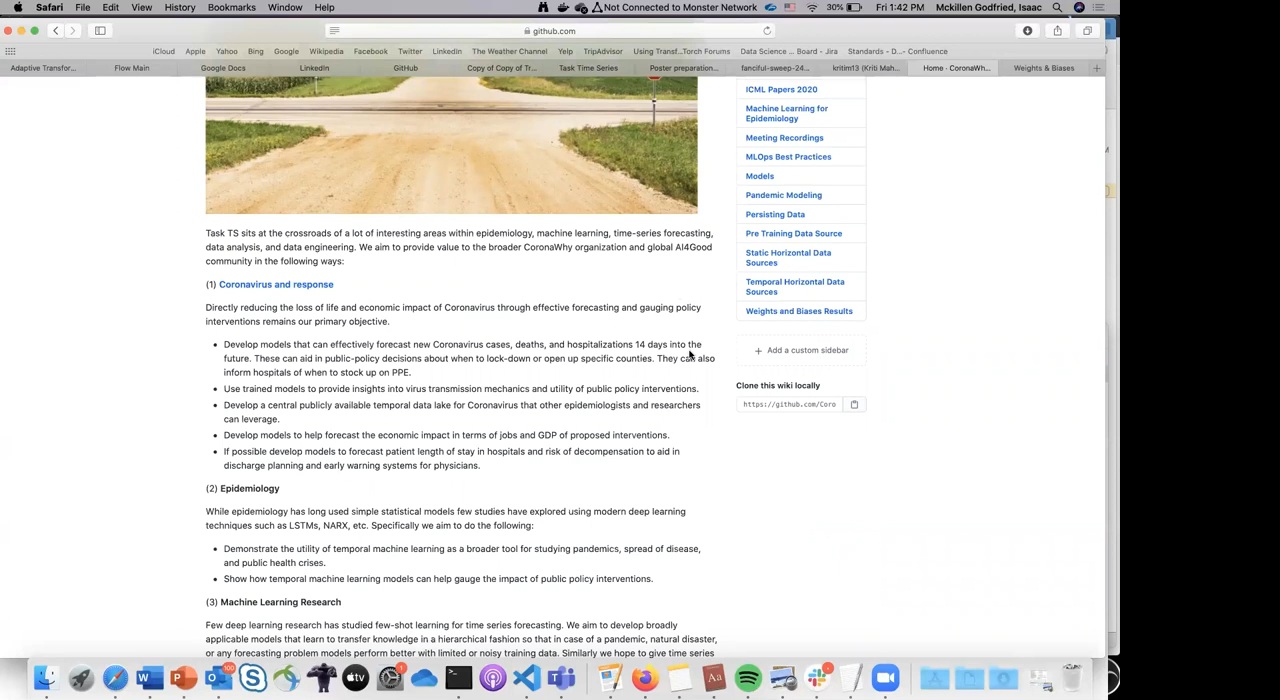 Safari File Edit View History Bookmarks Window Help
Not Connected to Monster Network 30% Fri 1:42 PM Mckillen Godfried, Isaac
github.com
iCloud Apple Yahoo Bing Google Wikipedia Facebook Twitter LinkedIn The Weather Channel Yelp TripAdvisor Using Transf...Torch Forums Data Science ... Board - Jira Standards - D...- Confluence
Adaptive Transfor... Flow Main Google Docs LinkedIn GitHub Copy of Copy of Tr... Task Time Series Poster preparation... fanciful-sweep-24... kritim13 (Kriti Mah... Home · CoronaWh... Weights & Biases
Task TS sits at the crossroads of a lot of interesting areas within epidemiology, machine learning, time-series forecasting,
data analysis, and data engineering. We aim to provide value to the broader CoronaWhy organization and global AI4Good
community in the following ways:
(1) Coronavirus and response
Directly reducing the loss of life and economic impact of Coronavirus through effective forecasting and gauging policy
interventions remains our primary objective.
• Develop models that can effectively forecast new Coronavirus cases, deaths, and hospitalizations 14 days into the
future. These can aid in public-policy decisions about when to lock-down or open up specific counties. They can also
inform hospitals of when to stock up on PPE.
• Use trained models to provide insights into virus transmission mechanics and utility of public policy interventions.
• Develop a central publicly available temporal data lake for Coronavirus that other epidemiologists and researchers
can leverage.
• Develop models to help forecast the economic impact in terms of jobs and GDP of proposed interventions.
• If possible develop models to forecast patient length of stay in hospitals and risk of decompensation to aid in
discharge planning and early warning systems for physicians.
(2) Epidemiology
While epidemiology has long used simple statistical models few studies have explored using modern deep learning
techniques such as LSTMs, NARX, etc. Specifically we aim to do the following:
• Demonstrate the utility of temporal machine learning as a broader tool for studying pandemics, spread of disease,
and public health crises.
• Show how temporal machine learning models can help gauge the impact of public policy interventions.
(3) Machine Learning Research
Few deep learning research has studied few-shot learning for time series forecasting. We aim to develop broadly
applicable models that learn to transfer knowledge in a hierarchical fashion so that in case of a pandemic, natural disaster,
or any forecasting problem models perform better with limited or noisy training data. Similarly we hope to give time series
ICML Papers 2020
Machine Learning for
Epidemiology
Meeting Recordings
MLOps Best Practices
Models
Pandemic Modeling
Persisting Data
Pre Training Data Source
Static Horizontal Data
Sources
Temporal Horizontal Data
Sources
Weights and Biases Results
+ Add a custom sidebar
Clone this wiki locally
https://github.com/Coro
100
1
tv